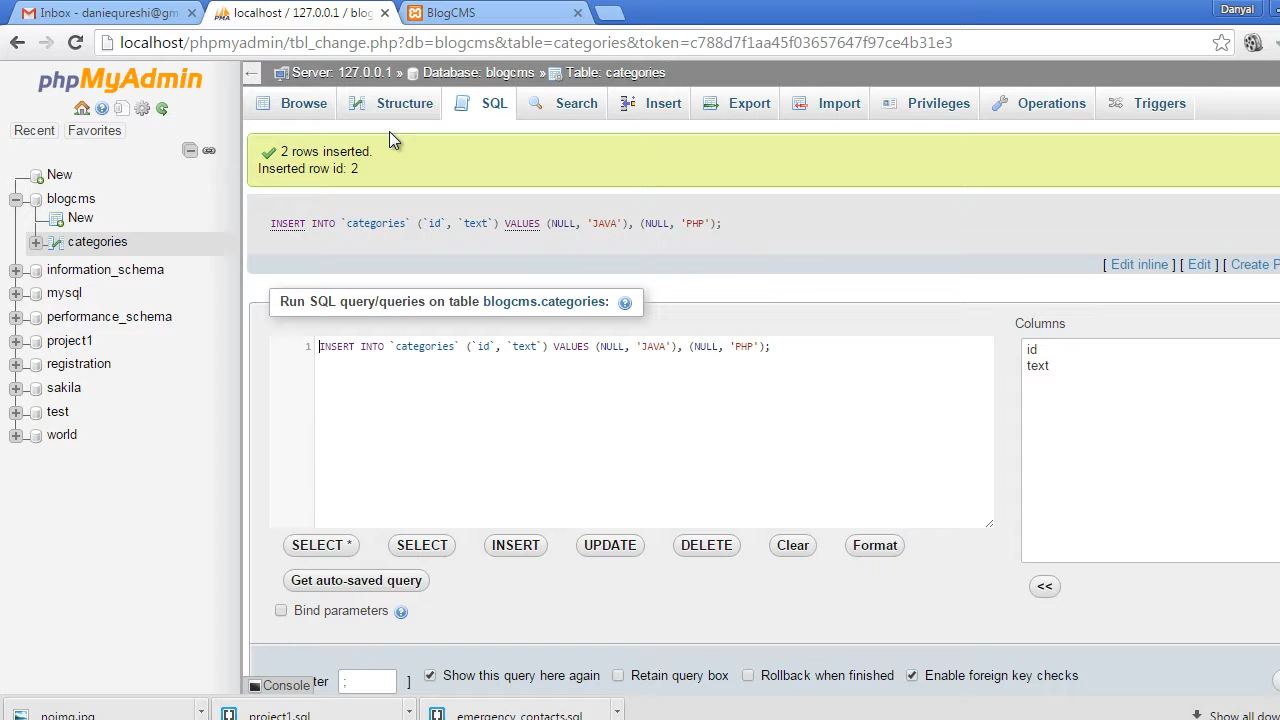 Inbox - daniequreshi@gm
localhost / 127.0.0.1 / blog
BlogCMS
Danyal
localhost/phpmyadmin/tbl_change.php?db=blogcms&table=categories&token=c788d7f1aa45f03657647f97ce4b31e3
phpMyAdmin
Recent
Favorites
New
blogcms
New
categories
information_schema
mysql
performance_schema
project1
registration
sakila
test
world
Server: 127.0.0.1 » Database: blogcms » Table: categories
Browse
Structure
SQL
Search
Insert
Export
Import
Privileges
Operations
Triggers
2 rows inserted.
Inserted row id: 2
INSERT INTO `categories` (`id`, `text`) VALUES (NULL, 'JAVA'), (NULL, 'PHP');
[ Edit inline ] [ Edit ] [ Create P
Run SQL query/queries on table blogcms.categories:
1 INSERT INTO `categories` (`id`, `text`) VALUES (NULL, 'JAVA'), (NULL, 'PHP');
Columns
id
text
SELECT *
SELECT
INSERT
UPDATE
DELETE
Clear
Format
<<
Get auto-saved query
Bind parameters
Console
ter
;
]
Show this query here again
Retain query box
Rollback when finished
Enable foreign key checks
noimg.jpg
project1.sql
emergency_contacts.sql
Show all dov